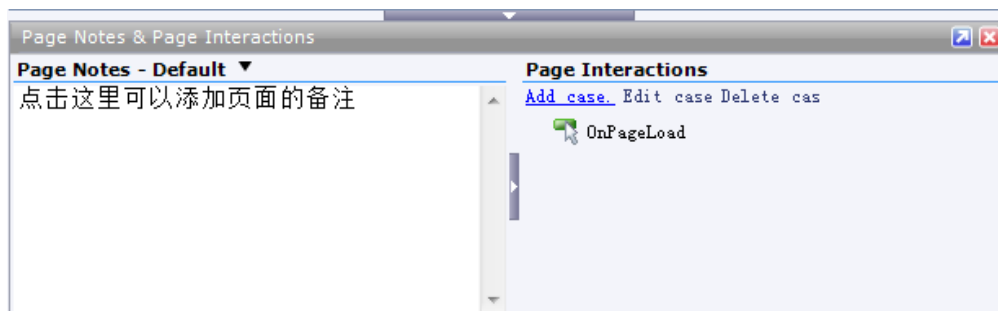 Page Notes & Page Interactions
Page Notes - Default ▼
点击这里可以添加页面的备注
Page Interactions
Add case. Edit case Delete cas
OnPageLoad